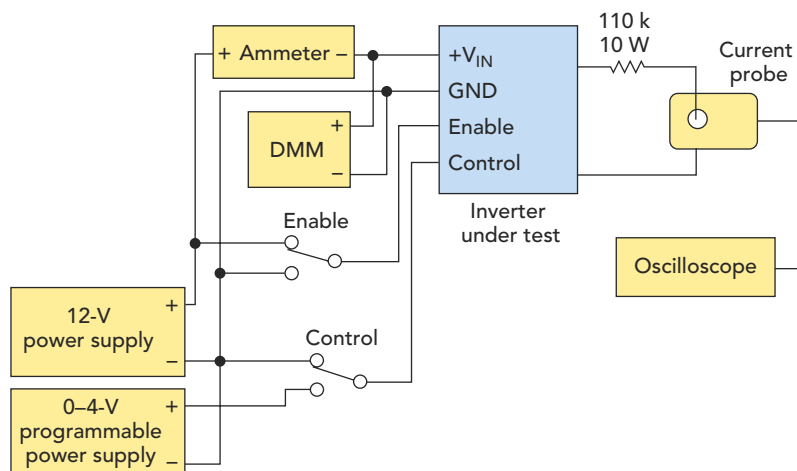 + Ammeter –
110 k
10 W
Current
probe
+V_IN
GND
Enable
Control
+
DMM
–
Inverter
under test
Enable
Oscilloscope
+
12-V
power supply
–
Control
+
0–4-V
programmable
power supply
–